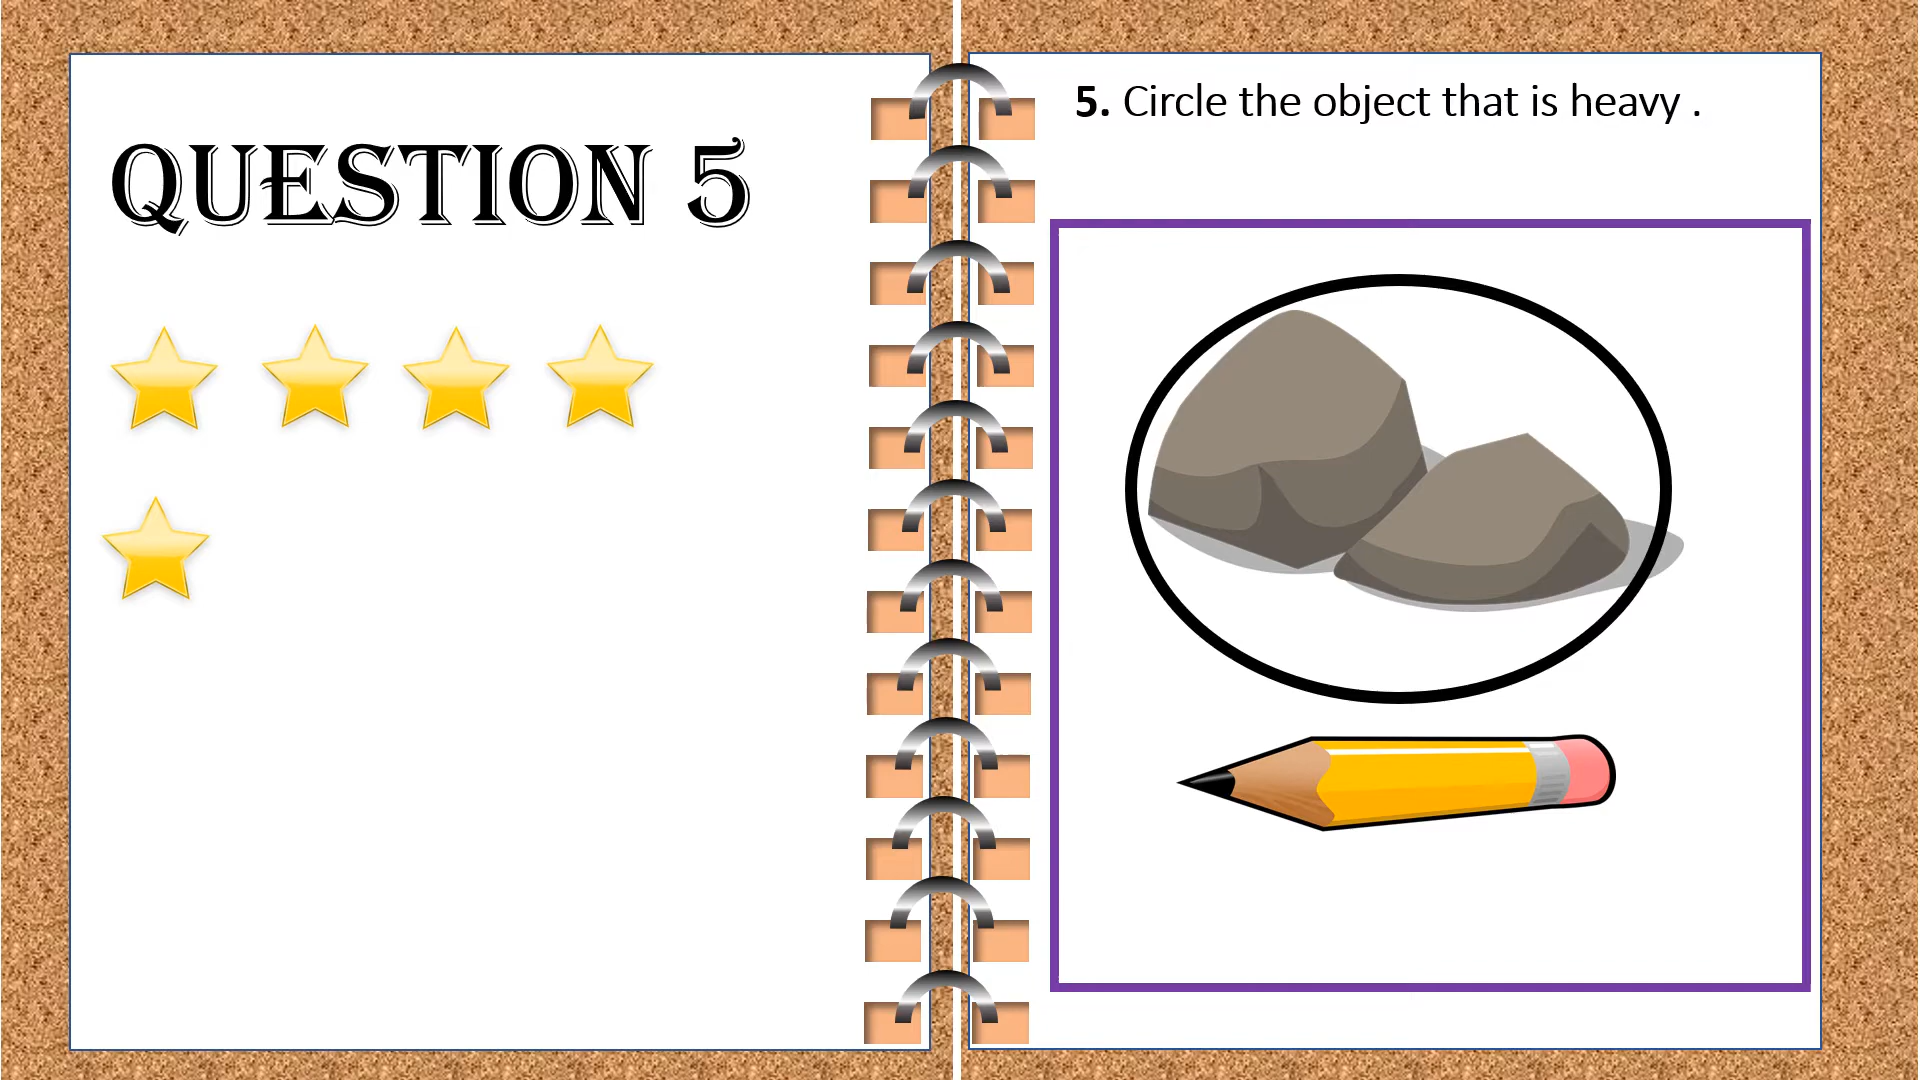 QUESTION 5
5. Circle the object that is heavy .